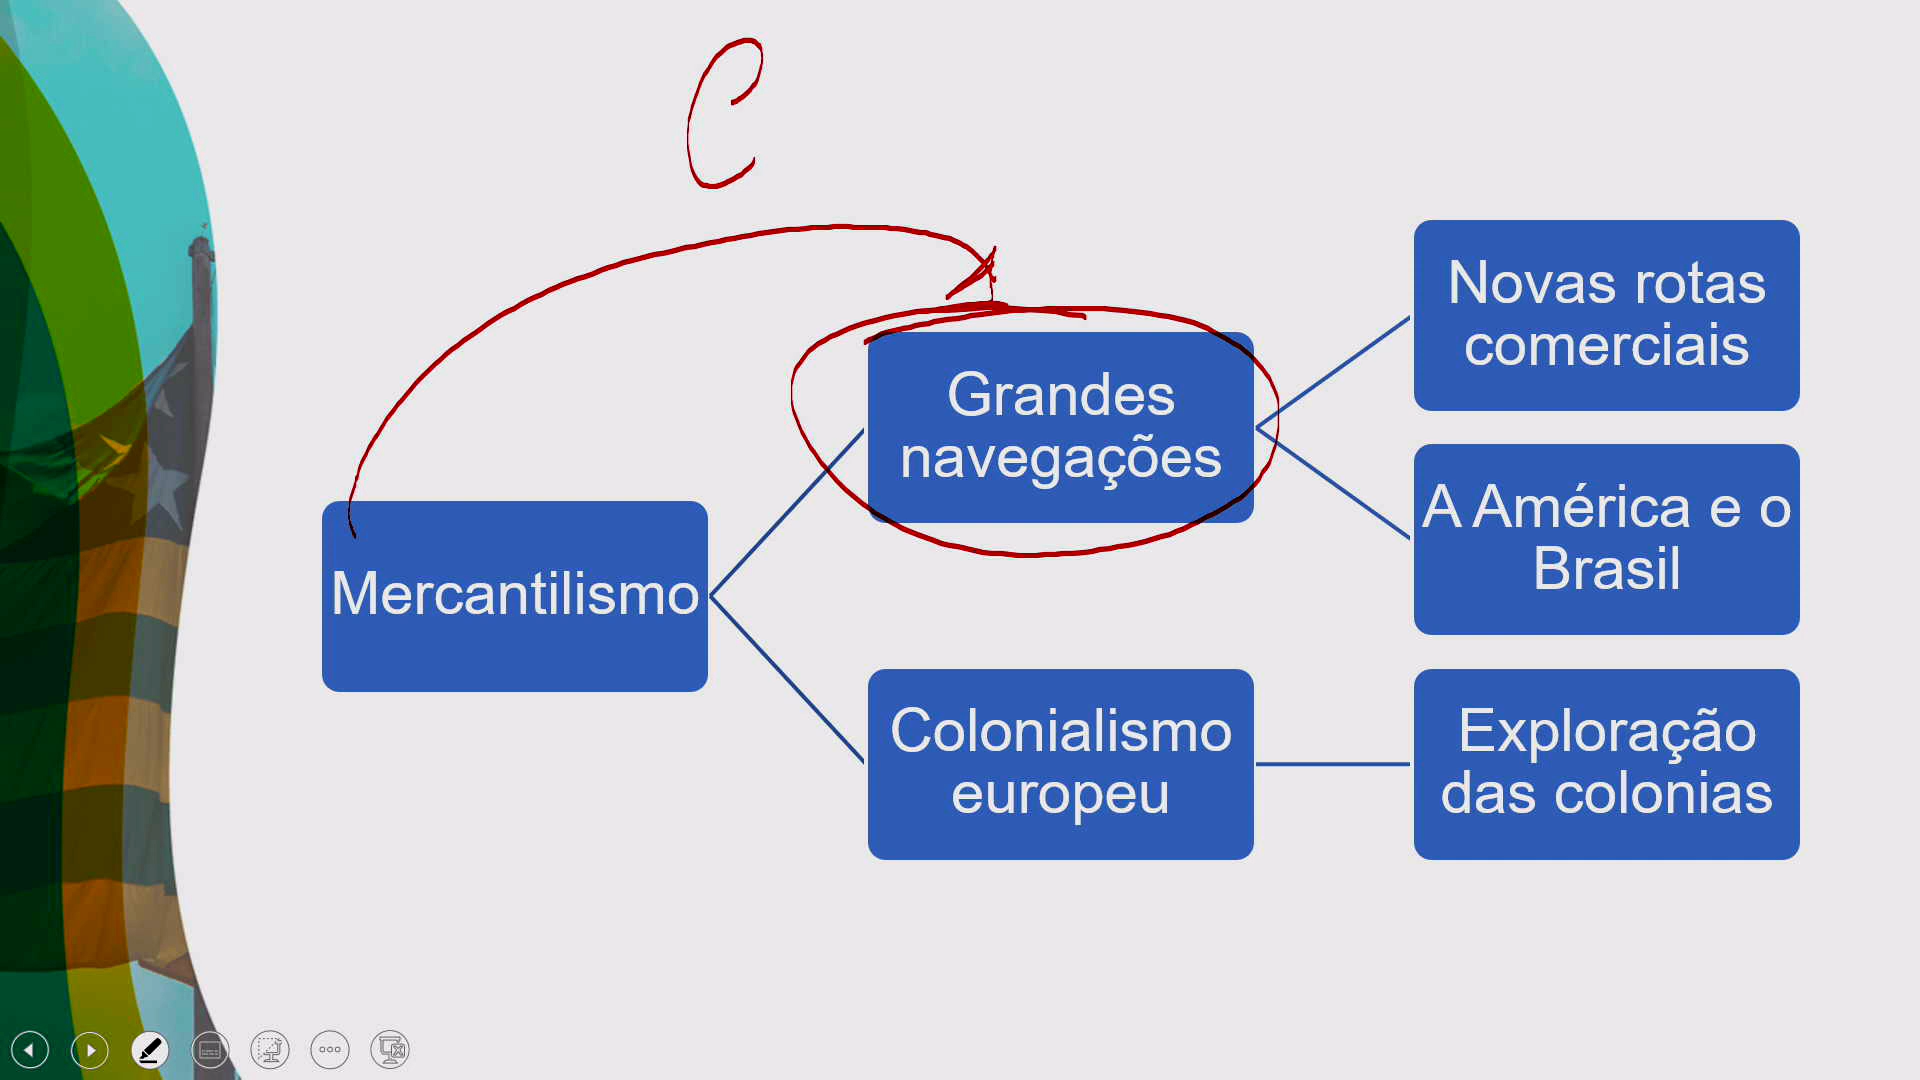 C
Mercantilismo
Grandes
navegações
Novas rotas
comerciais
A América e o
Brasil
Colonialismo
europeu
Exploração
das colonias